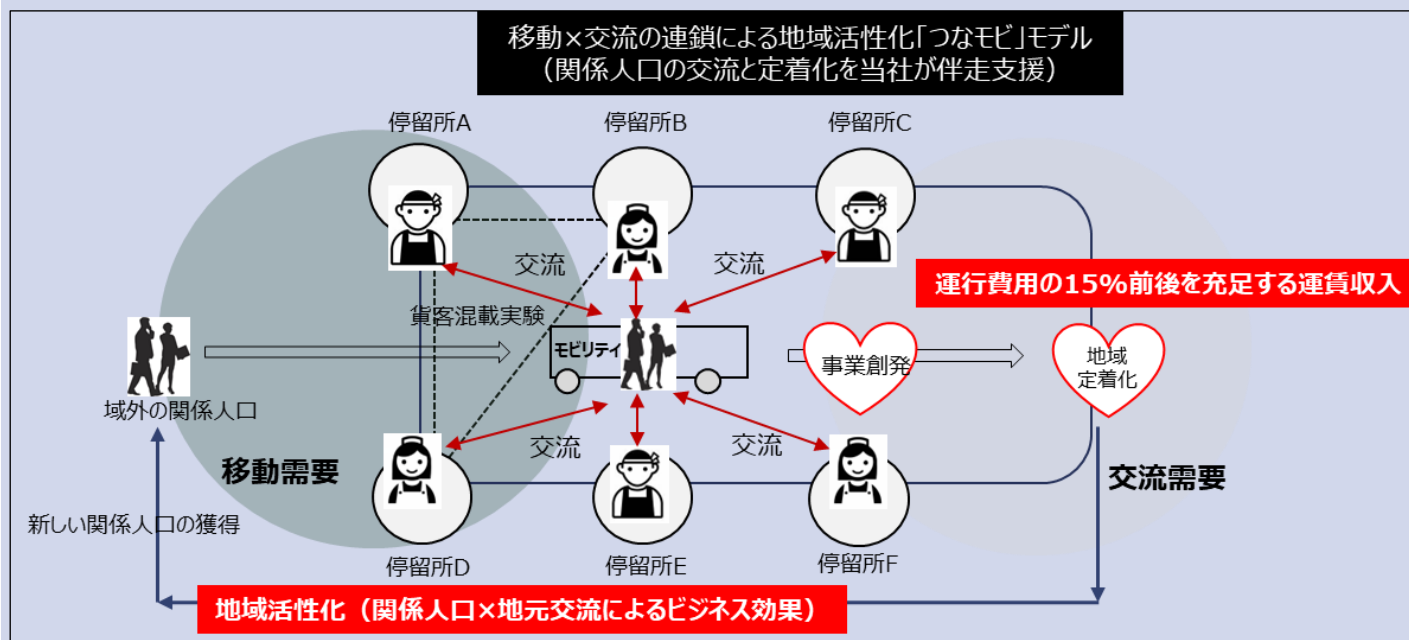 移動×交流の連鎖による地域活性化「つなモビ」モデル
（関係人口の交流と定着化を当社が伴走支援）
停留所A
停留所B
停留所C
交流
交流
運行費用の15%前後を充足する運賃収入
貨客混載実験
モビリティ
事業創発
地域
定着化
域外の関係人口
移動需要
交流
交流
交流需要
新しい関係人口の獲得
停留所D
停留所E
停留所F
地域活性化（関係人口×地元交流によるビジネス効果）